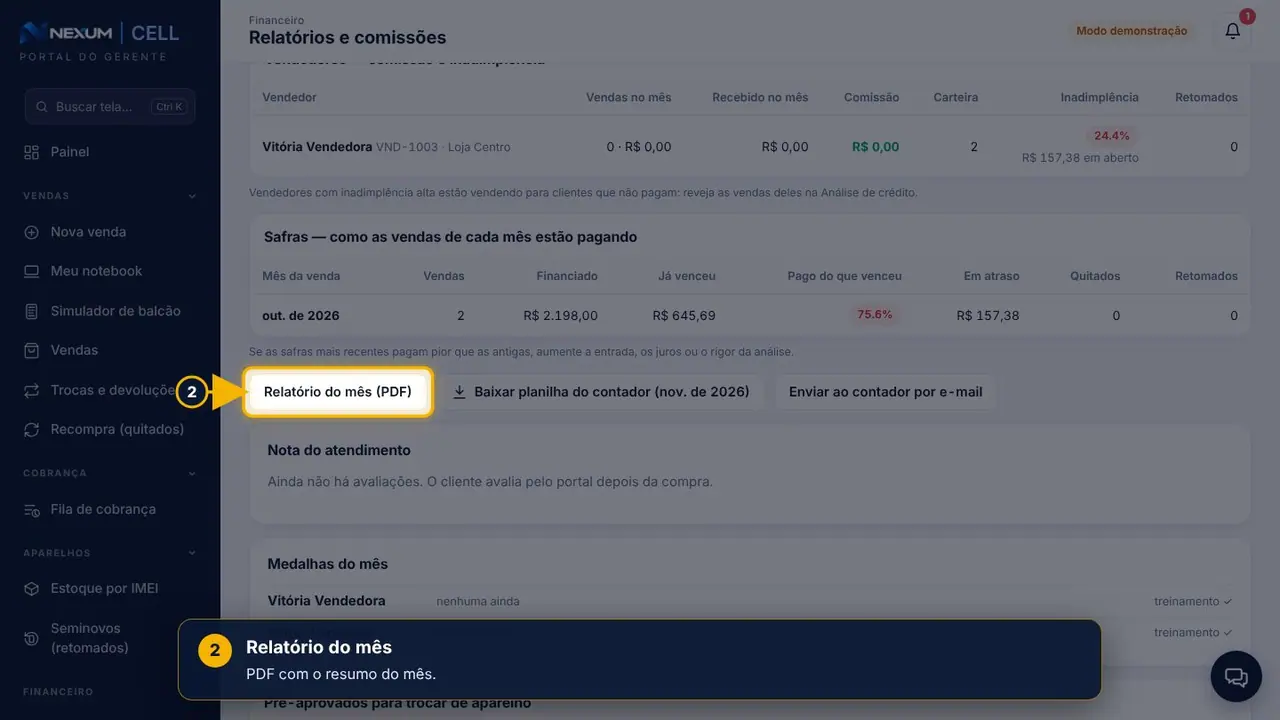 NEXUM | CELL
PORTAL DO GERENTE
Buscar tela... Ctrl K
Painel
VENDAS
Nova venda
Meu notebook
Simulador de balcão
Vendas
Trocas e devoluçõe
Recompra (quitados)
COBRANÇA
Fila de cobrança
APARELHOS
Estoque por IMEI
Seminovos
(retomados)
FINANCEIRO
Financeiro
Relatórios e comissões
Modo demonstração
1
Vendedor Vendas no mês Recebido no mês Comissão Carteira Inadimplência Retomados
Vitória Vendedora VND-1003 · Loja Centro 0 · R$ 0,00 R$ 0,00 R$ 0,00 2 24.4% 0
R$ 157,38 em aberto
Vendedores com inadimplência alta estão vendendo para clientes que não pagam: reveja as vendas deles na Análise de crédito.
Safras — como as vendas de cada mês estão pagando
Mês da venda Vendas Financiado Já venceu Pago do que venceu Em atraso Quitados Retomados
out. de 2026 2 R$ 2.198,00 R$ 645,69 75.6% R$ 157,38 0 0
Se as safras mais recentes pagam pior que as antigas, aumente a entrada, os juros ou o rigor da análise.
2 Relatório do mês (PDF) Baixar planilha do contador (nov. de 2026) Enviar ao contador por e-mail
Nota do atendimento
Ainda não há avaliações. O cliente avalia pelo portal depois da compra.
Medalhas do mês
Vitória Vendedora nenhuma ainda treinamento ✓
treinamento ✓
2 Relatório do mês
PDF com o resumo do mês.
Pré-aprovados para trocar de aparelho